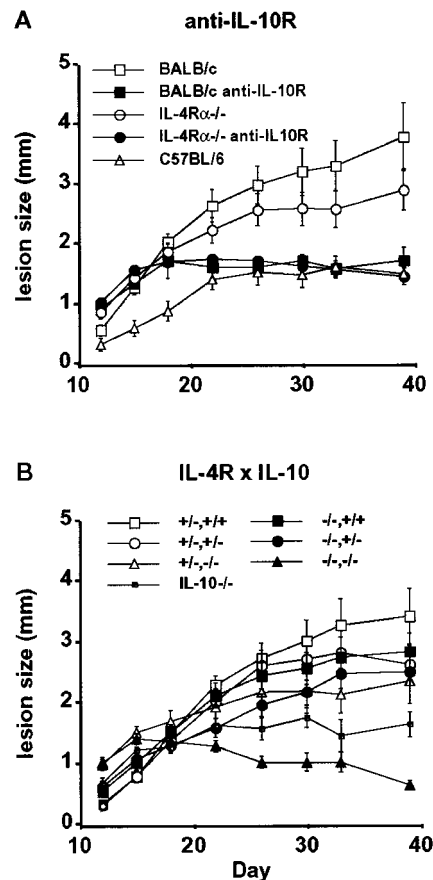 A
anti-IL-10R
lesion size (mm)
5
4
3
2
1
0
BALB/c
BALB/c anti-IL-10R
IL-4Rα-/-
IL-4Rα-/- anti-IL10R
C57BL/6
10 20 30 40
B
IL-4R x IL-10
lesion size (mm)
5
4
3
2
1
0
+/-,+/+ -/-,+/+
+/-,+/- -/-,+/-
+/-,-/- -/-,-/-
IL-10-/-
10 20 30 40
Day